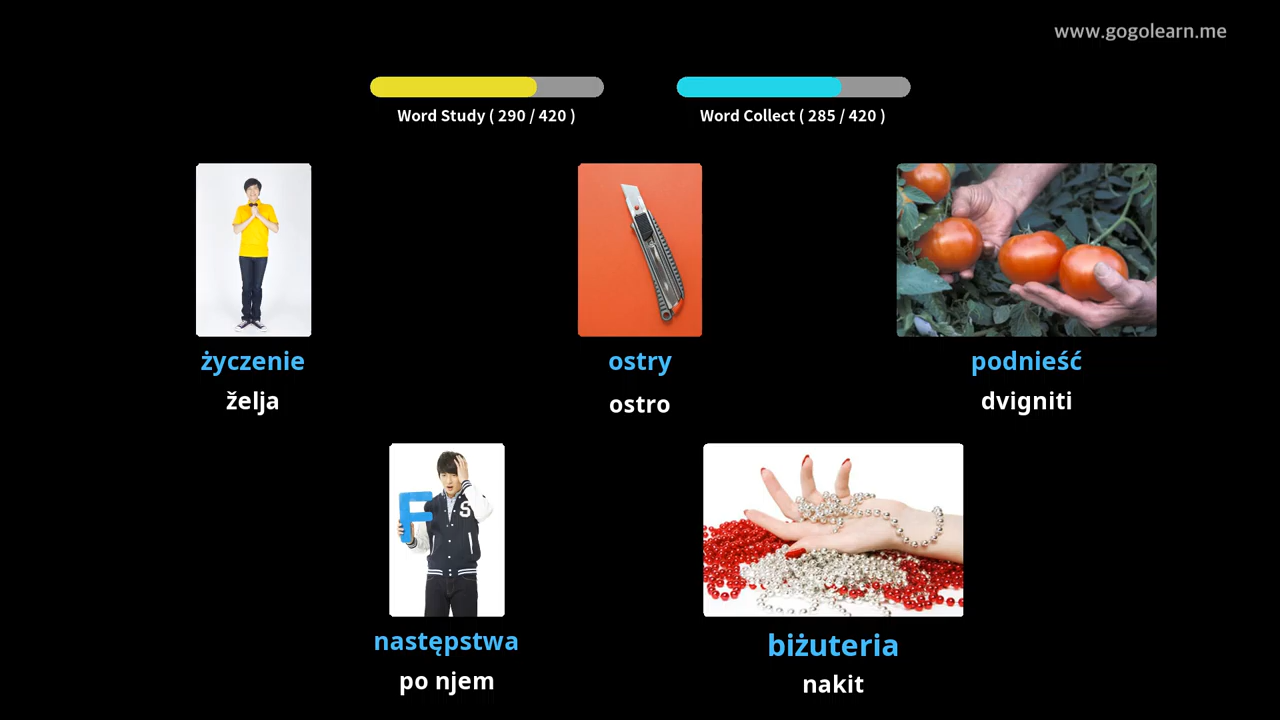 www.gogolearn.me
Word Study ( 290 / 420 )
Word Collect ( 285 / 420 )
życzenie
želja
ostry
ostro
podnieść
dvigniti
F
S
następstwa
po njem
biżuteria
nakit